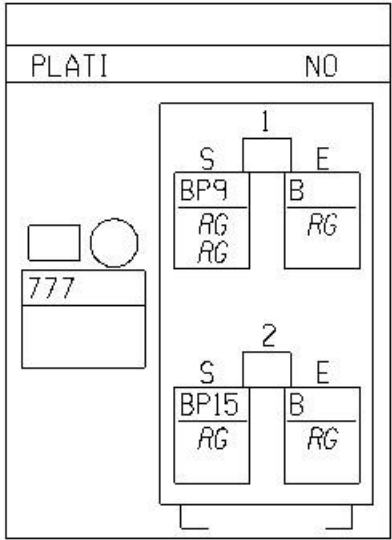 PLATI NO
1
S E
BP9 B
RG RG
RG
777
2
S E
BP15 B
RG RG